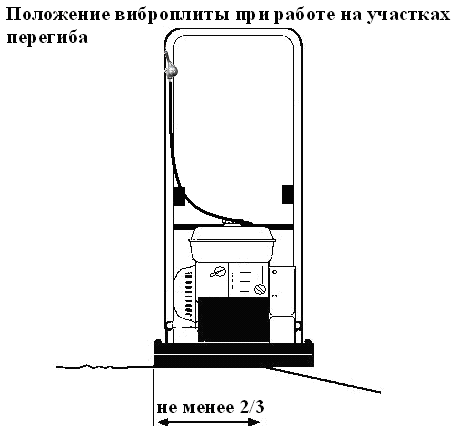 Положение виброплиты при работе на участках
перегиба
не менее 2/3